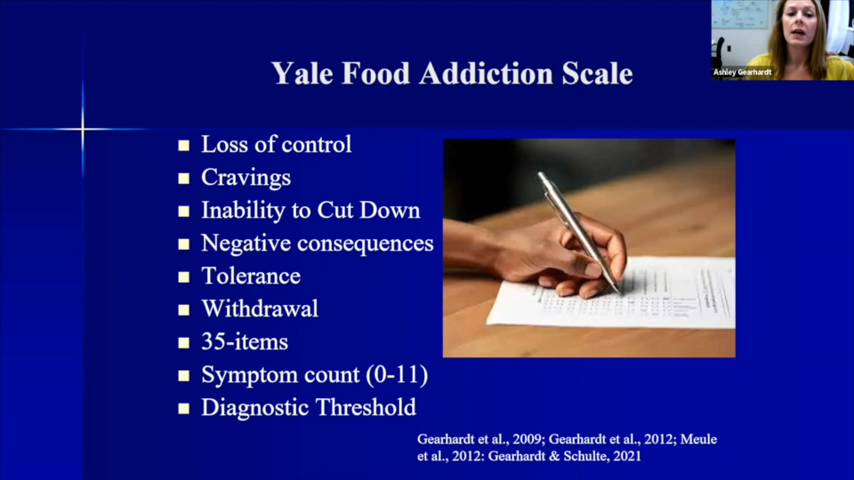 Ashley Gearhardt
Yale Food Addiction Scale
Loss of control
Cravings
Inability to Cut Down
Negative consequences
Tolerance
Withdrawal
35-items
Symptom count (0-11)
Diagnostic Threshold
Gearhardt et al., 2009; Gearhardt et al., 2012; Meule
et al., 2012: Gearhardt & Schulte, 2021